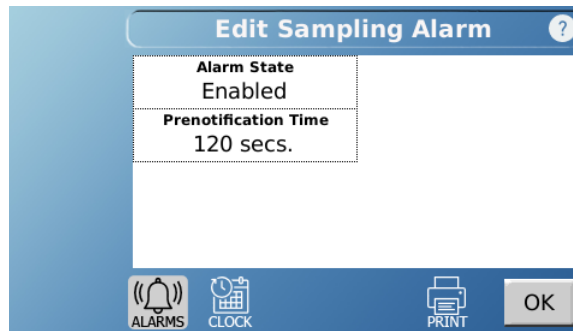 Edit Sampling Alarm
?
Alarm State
Enabled
Prenotification Time
120 secs.
ALARMS
CLOCK
PRINT
OK